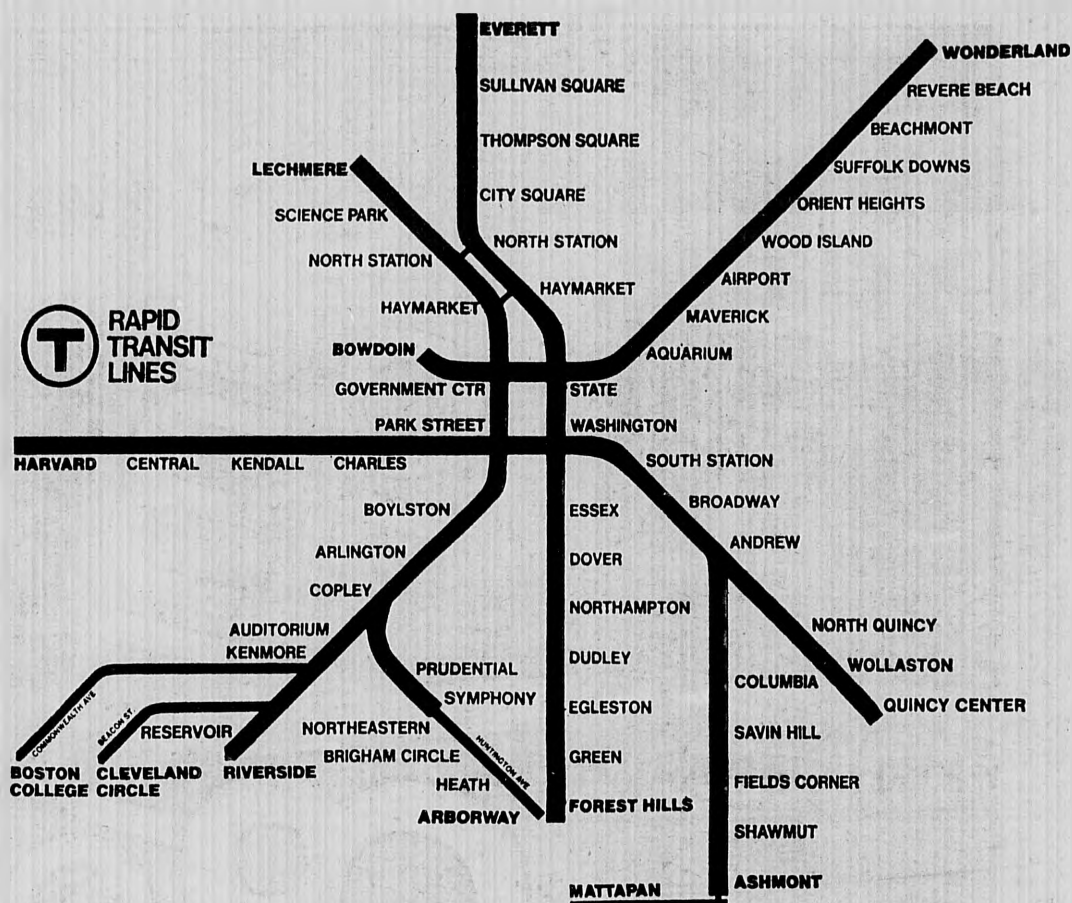 EVERETT
WONDERLAND
SULLIVAN SQUARE
REVERE BEACH
BEACHMONT
THOMPSON SQUARE
LECHMERE
SUFFOLK DOWNS
CITY SQUARE
ORIENT HEIGHTS
SCIENCE PARK
NORTH STATION
WOOD ISLAND
NORTH STATION
AIRPORT
HAYMARKET
HAYMARKET
MAVERICK
T
RAPID
TRANSIT
LINES
BOWDOIN
AQUARIUM
GOVERNMENT CTR
STATE
PARK STREET
WASHINGTON
HARVARD CENTRAL KENDALL CHARLES
SOUTH STATION
BOYLSTON
ESSEX
BROADWAY
ARLINGTON
DOVER
ANDREW
COPLEY
NORTHAMPTON
AUDITORIUM
NORTH QUINCY
KENMORE
PRUDENTIAL
DUDLEY
WOLLASTON
SYMPHONY
COLUMBIA
COMMONWEALTH AVE
BEACON ST.
EGLESTON
QUINCY CENTER
RESERVOIR
NORTHEASTERN
SAVIN HILL
BRIGHAM CIRCLE
HUNTINGTON AVE
GREEN
BOSTON
COLLEGE
CLEVELAND
CIRCLE
RIVERSIDE
HEATH
FIELDS CORNER
ARBORWAY
FOREST HILLS
SHAWMUT
MATTAPAN
ASHMONT